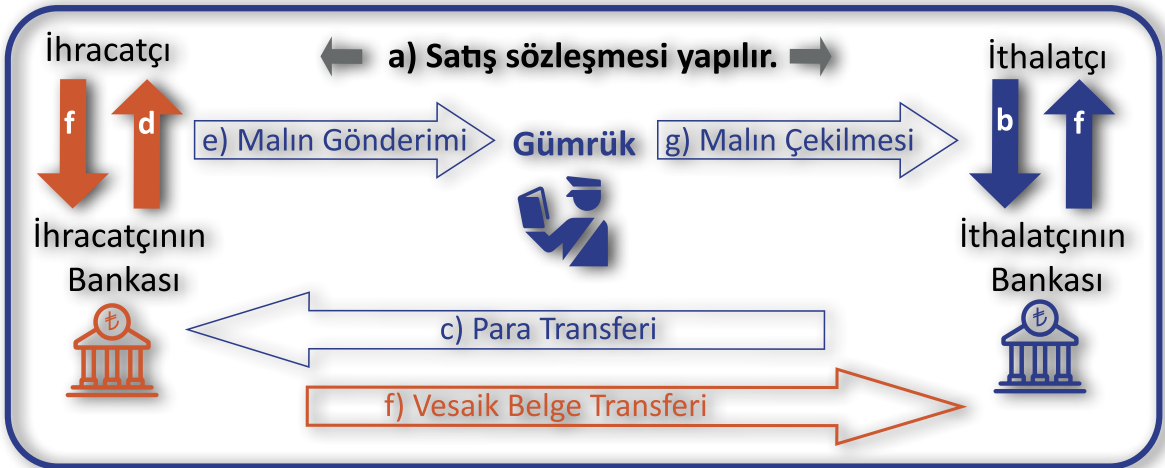 İhracatçı
a) Satış sözleşmesi yapılır.
İthalatçı
f
d
e) Malın Gönderimi
Gümrük
g) Malın Çekilmesi
b
f
İhracatçının
Bankası
İthalatçının
Bankası
₺
₺
c) Para Transferi
f) Vesaik Belge Transferi